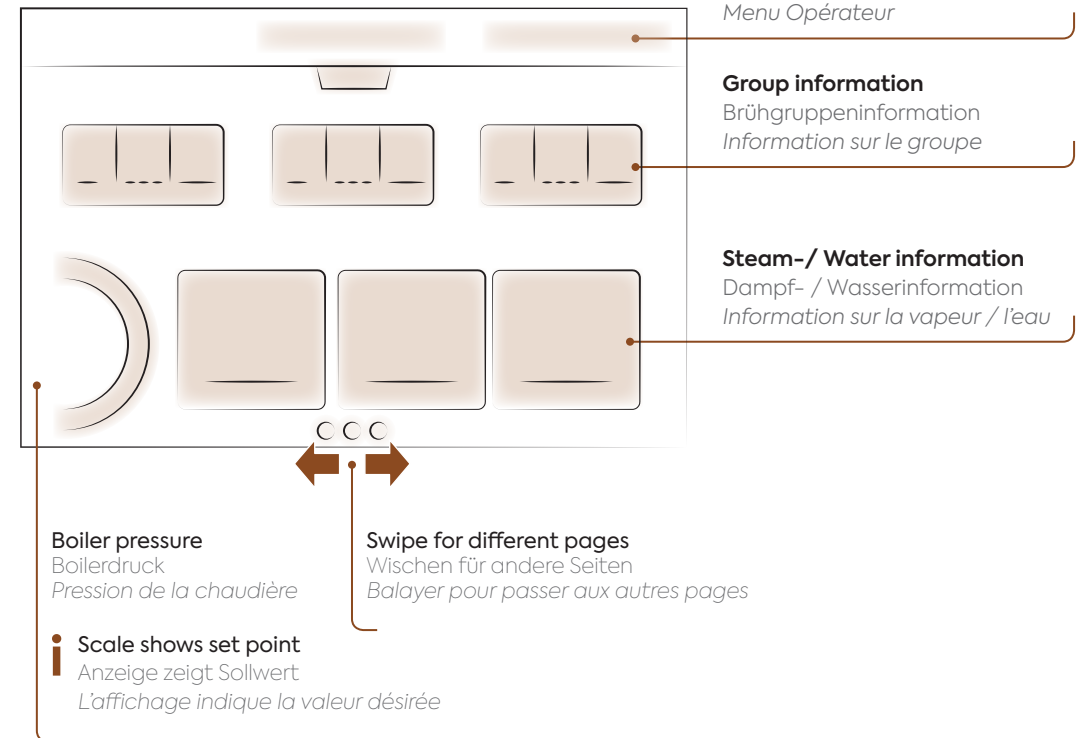 Menu Opérateur
Group information
Brühgruppeninformation
Information sur le groupe
Steam-/ Water information
Dampf- / Wasserinformation
Information sur la vapeur / l'eau
Boiler pressure
Boilerdruck
Pression de la chaudière
Swipe for different pages
Wischen für andere Seiten
Balayer pour passer aux autres pages
i Scale shows set point
Anzeige zeigt Sollwert
L'affichage indique la valeur désirée